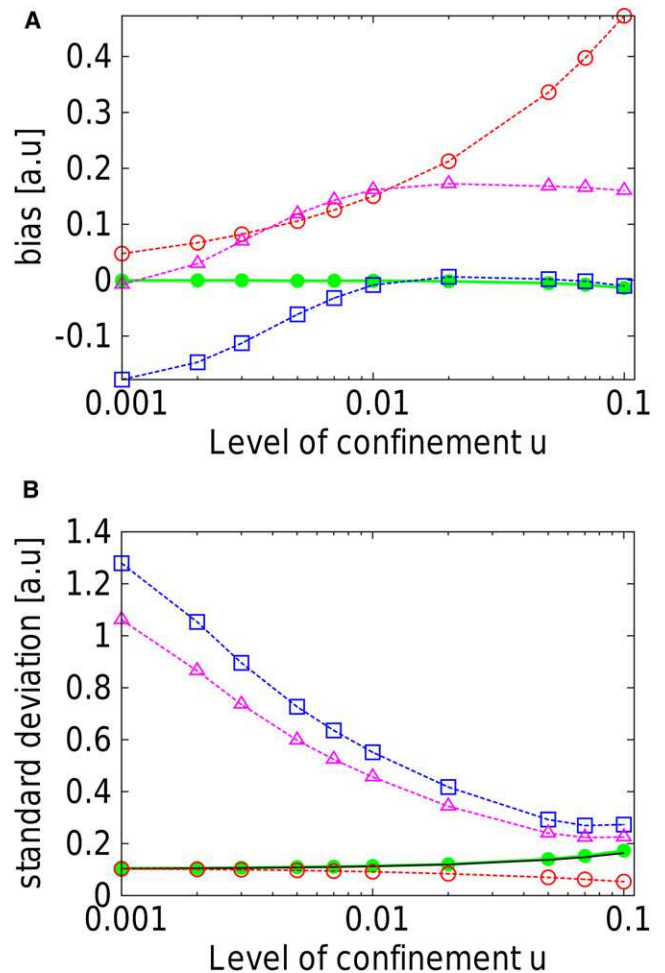 A
0.4
0.3
0.2
0.1
0
-0.1
bias [a.u]
0.001 0.01 0.1
Level of confinement u
B
1.4
1.2
1
0.8
0.6
0.4
0.2
0
standard deviation [a.u]
0.001 0.01 0.1
Level of confinement u